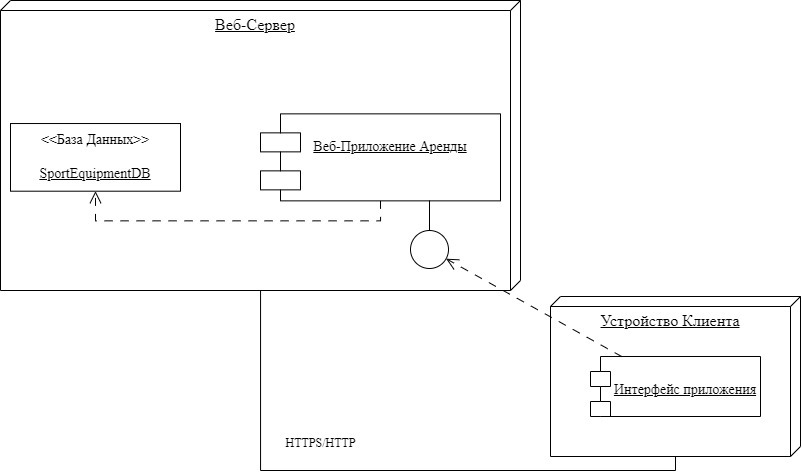 Веб-Сервер
<<База Данных>>
SportEquipmentDB
Веб-Приложение Аренды
Устройство Клиента
Интерфейс приложения
HTTPS/HTTP